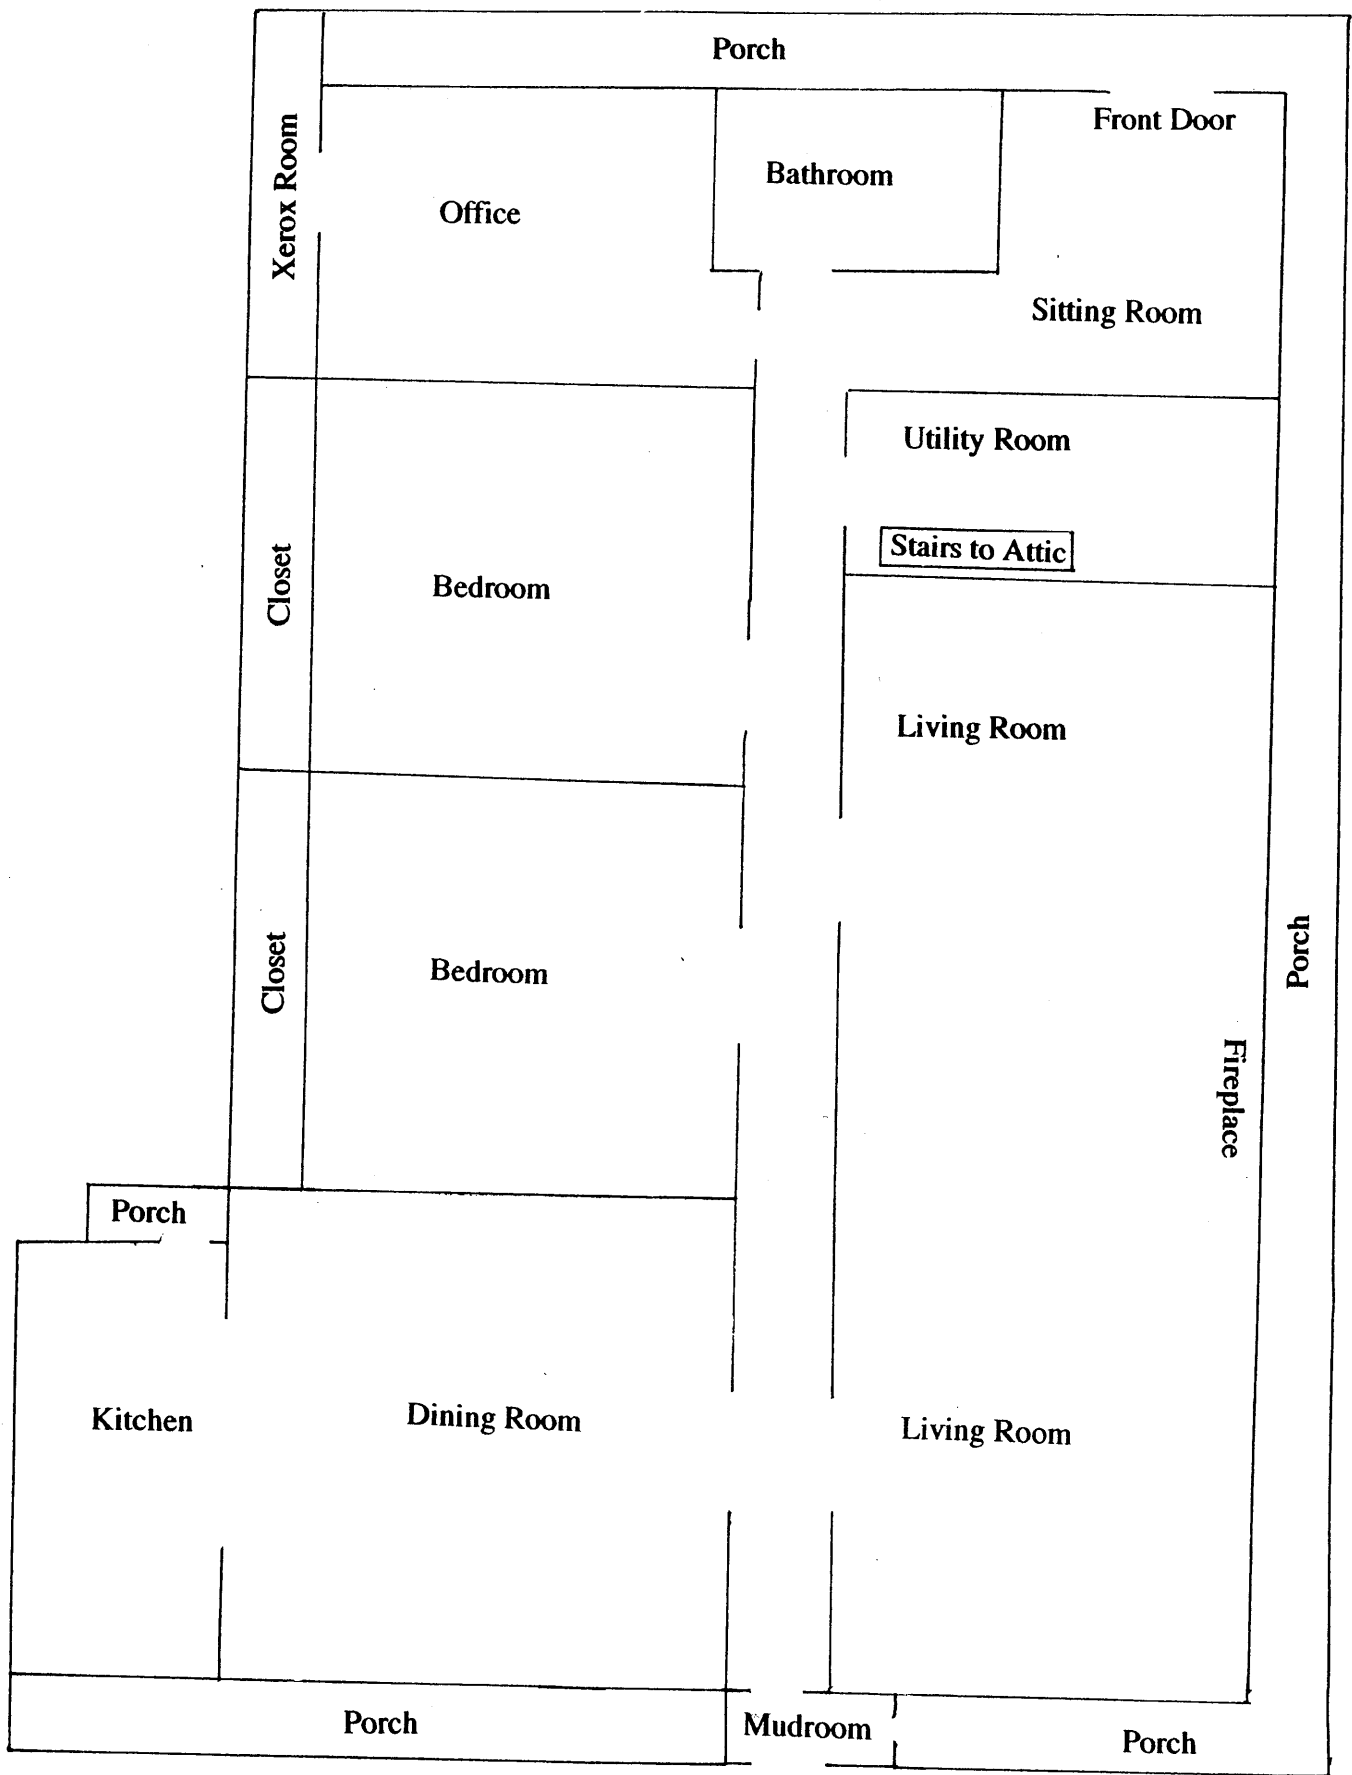 Porch
Front Door
Xerox Room
Bathroom
Office
Sitting Room
Utility Room
Stairs to Attic
Closet
Bedroom
Living Room
Closet
Bedroom
Porch
Fireplace
Porch
Kitchen
Dining Room
Living Room
Porch
Mudroom
Porch